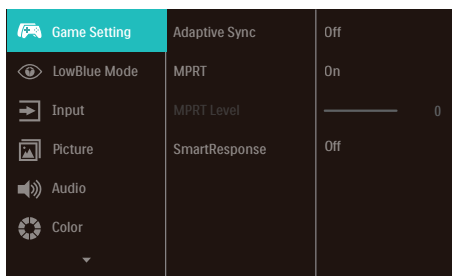 Game Setting
Adaptive Sync
Off
LowBlue Mode
MPRT
On
Input
MPRT Level
0
Picture
SmartResponse
Off
Audio
Color